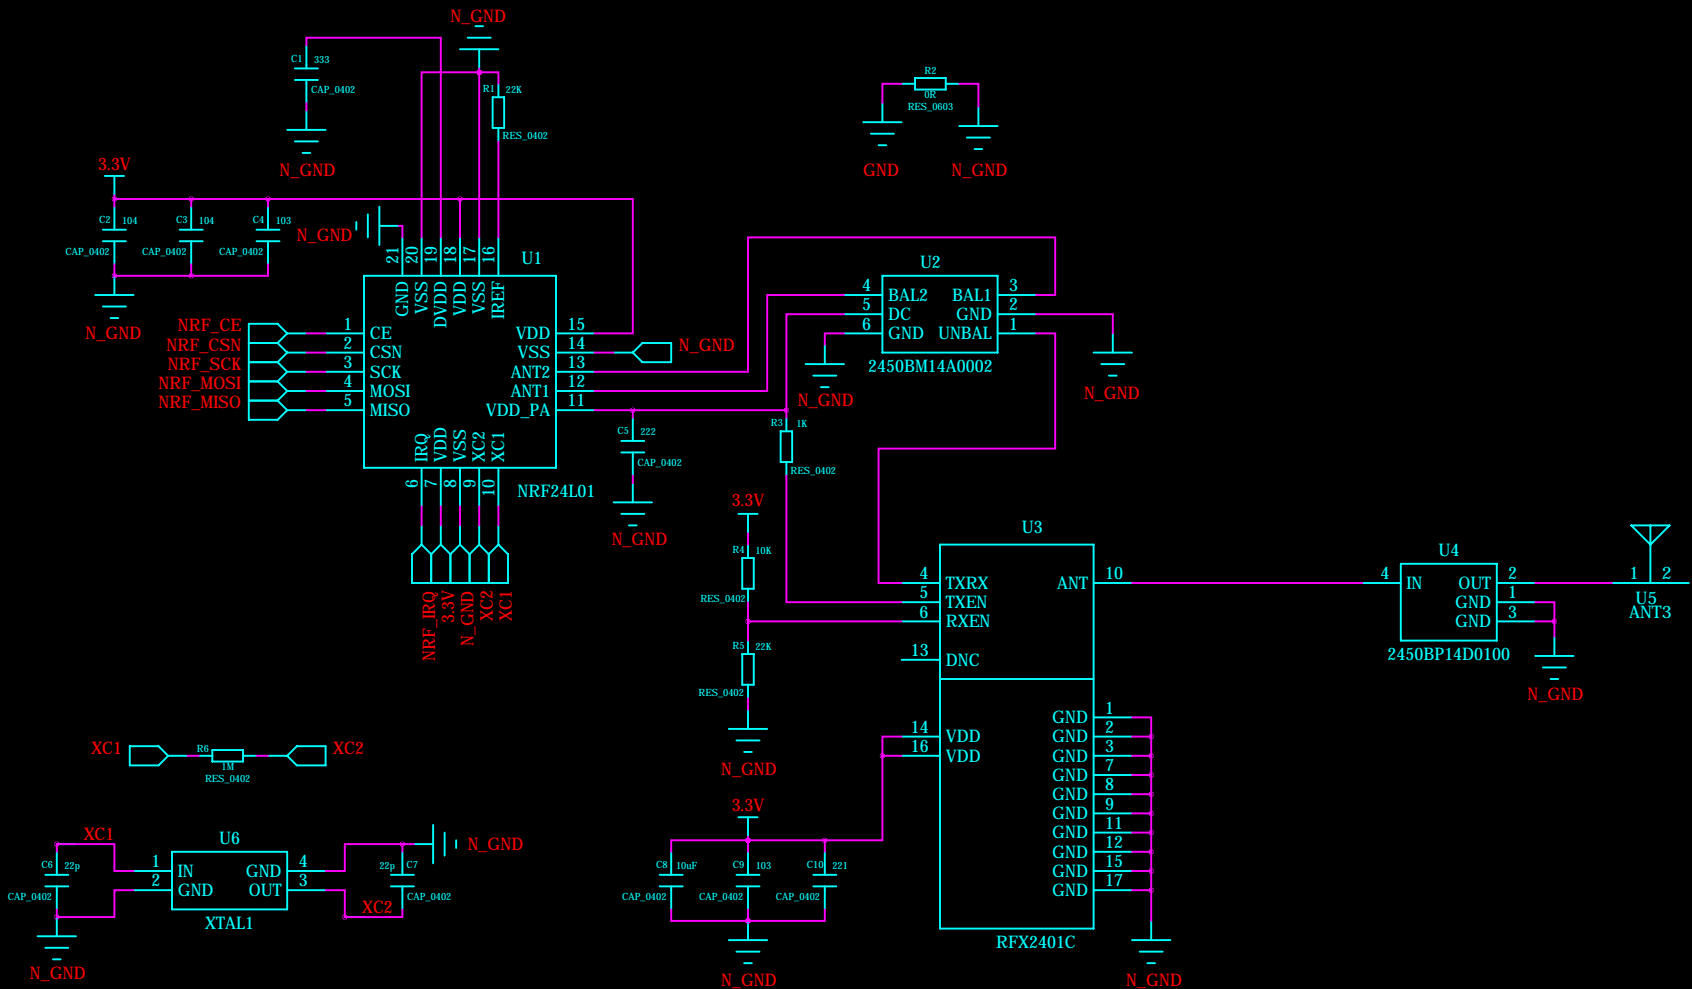 N_GND
C1 333
CAP_0402
N_GND
R1 22K
RES_0402
R2
0R
RES_0603
GND
N_GND
3.3V
C2 104
CAP_0402
C3 104
CAP_0402
C4 103
CAP_0402
N_GND
N_GND
U1
21 20 19 18 17 16
GND VSS DVDD VDD VSS IREF
NRF_CE 1 CE
NRF_CSN 2 CSN
NRF_SCK 3 SCK
NRF_MOSI 4 MOSI
NRF_MISO 5 MISO
VDD 15
VSS 14 N_GND
ANT2 13
ANT1 12
VDD_PA 11
IRQ VDD VSS XC2 XC1
6 7 8 9 10
NRF24L01
NRF_IRQ 3.3V N_GND XC2 XC1
C5 222
CAP_0402
N_GND
U2
4 BAL2 BAL1 3
5 DC GND 2
6 GND UNBAL 1
2450BM14A0002
N_GND
N_GND
R3 1K
RES_0402
3.3V
R4 10K
RES_0402
R5 22K
RES_0402
N_GND
U3
4 TXRX ANT 10
5 TXEN
6 RXEN
13 DNC
14 VDD
16 VDD
GND 1
GND 2
GND 3
GND 7
GND 8
GND 9
GND 11
GND 12
GND 15
GND 17
RFX2401C
N_GND
U4
4 IN OUT 2
GND 1
GND 3
2450BP14D0100
N_GND
1 2
U5
ANT3
XC1 R6 XC2
1M
RES_0402
XC1
U6
C6 22p
CAP_0402
1 IN GND 4
2 GND OUT 3
XTAL1
22p C7
CAP_0402
XC2
N_GND
N_GND
3.3V
C8 10uF
CAP_0402
C9 103
CAP_0402
C10 221
CAP_0402
N_GND